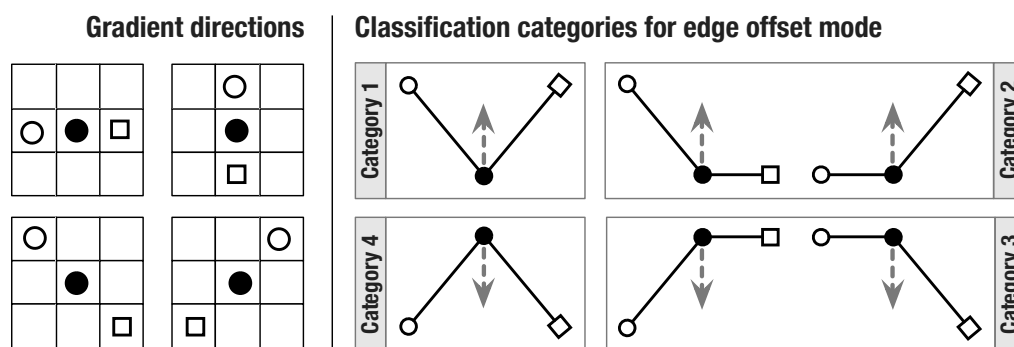 Gradient directions
Classification categories for edge offset mode
Category 1
Category 2
Category 4
Category 3